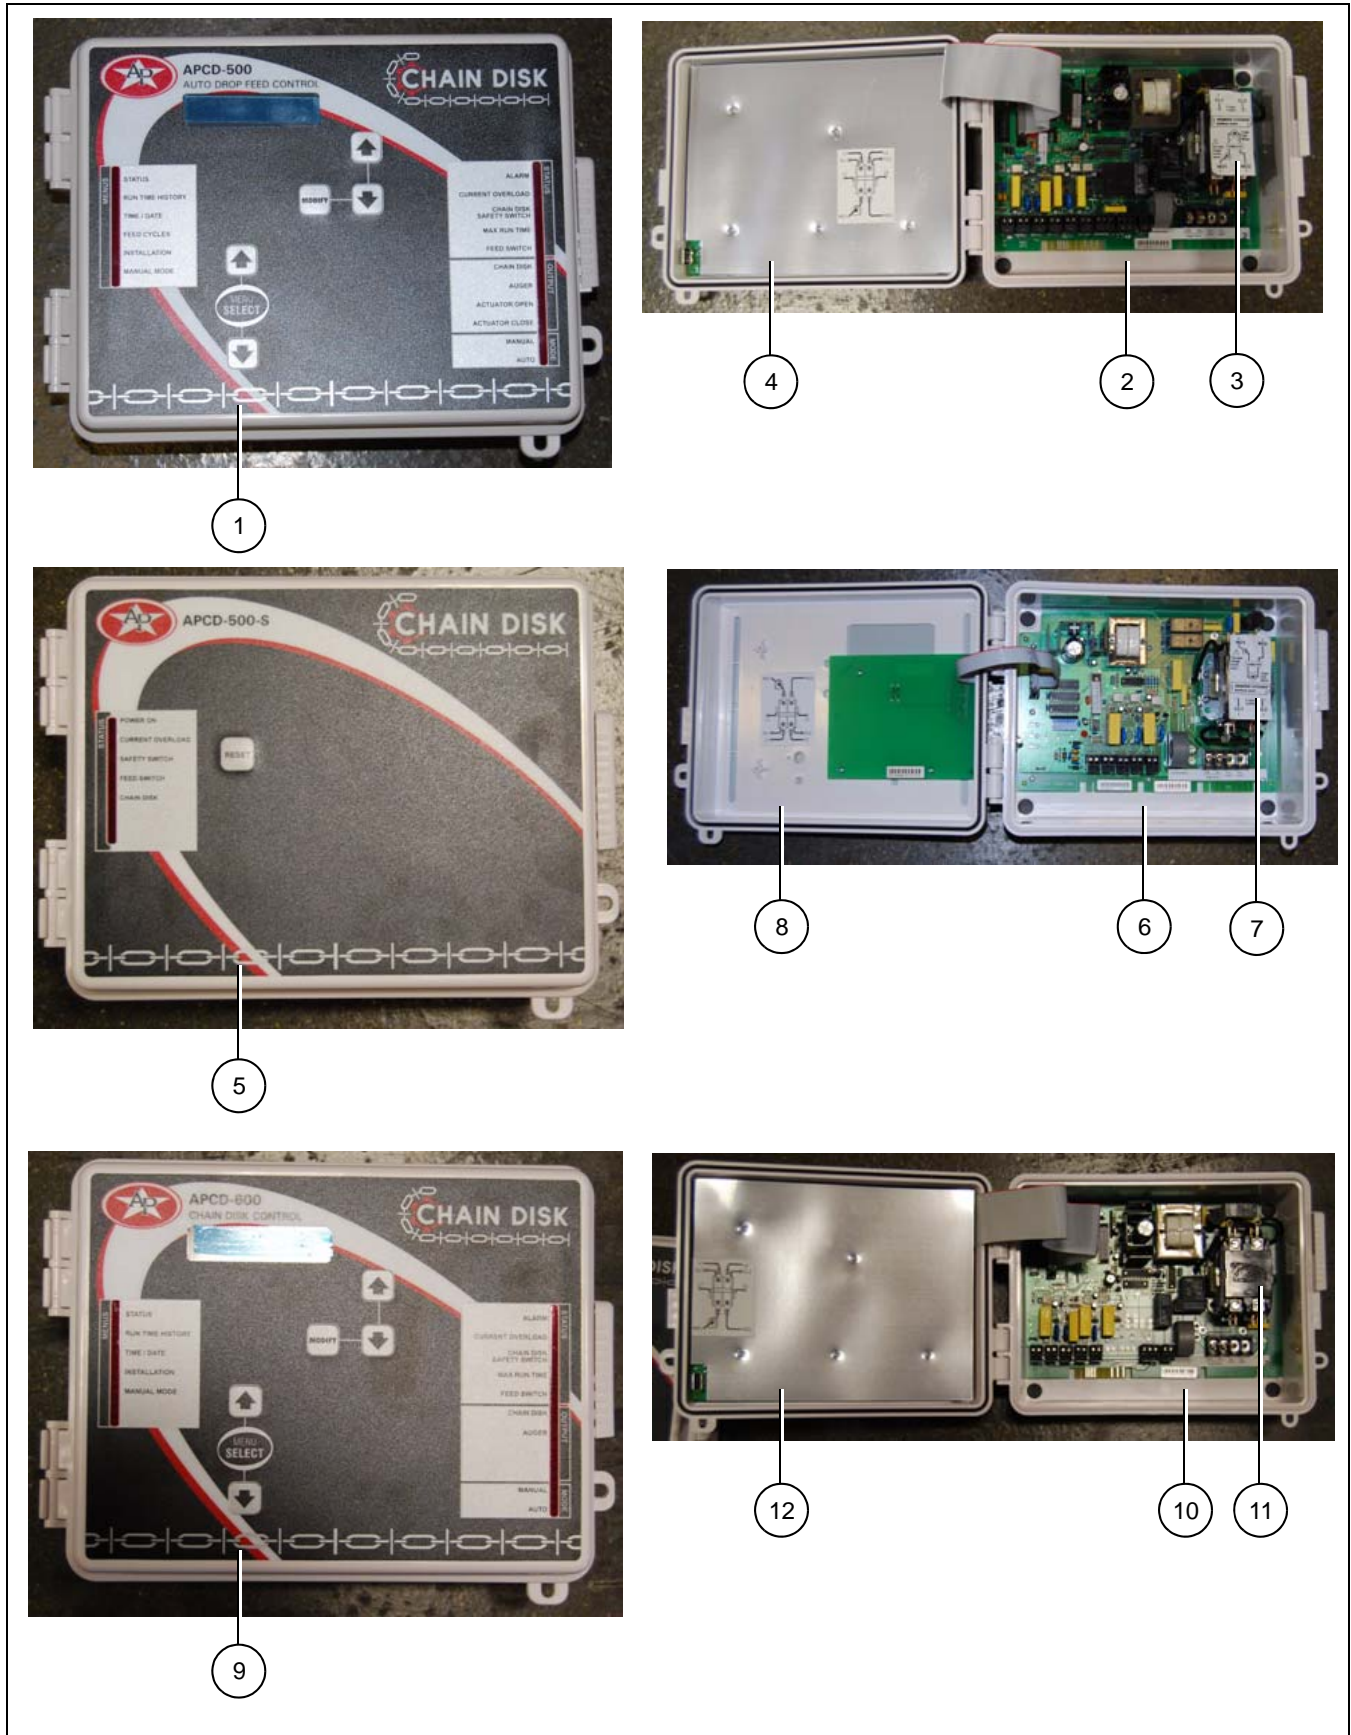 AP
APCD-500
AUTO DROP FEED CONTROL
CHAIN DISK
MENUS
STATUS
RUN TIME HISTORY
TIME / DATE
FEED CYCLES
INSTALLATION
MANUAL MODE
MODIFY
MENU
SELECT
STATUS
ALARM
CURRENT OVERLOAD
CHAIN DISK
SAFETY SWITCH
MAX RUN TIME
FEED SWITCH
OUTPUT
CHAIN DISK
AUGER
ACTUATOR OPEN
ACTUATOR CLOSE
MODE
MANUAL
AUTO
1
4
2
3
AP
APCD-500-S
CHAIN DISK
STATUS
POWER ON
CURRENT OVERLOAD
SAFETY SWITCH
FEED SWITCH
CHAIN DISK
RESET
5
8
6
7
AP
APCD-600
CHAIN DISK CONTROL
CHAIN DISK
MENUS
STATUS
RUN TIME HISTORY
TIME / DATE
INSTALLATION
MANUAL MODE
MODIFY
MENU
SELECT
STATUS
ALARM
CURRENT OVERLOAD
CHAIN DISK
SAFETY SWITCH
MAX RUN TIME
FEED SWITCH
OUTPUT
CHAIN DISK
AUGER
MODE
MANUAL
AUTO
9
12
10
11